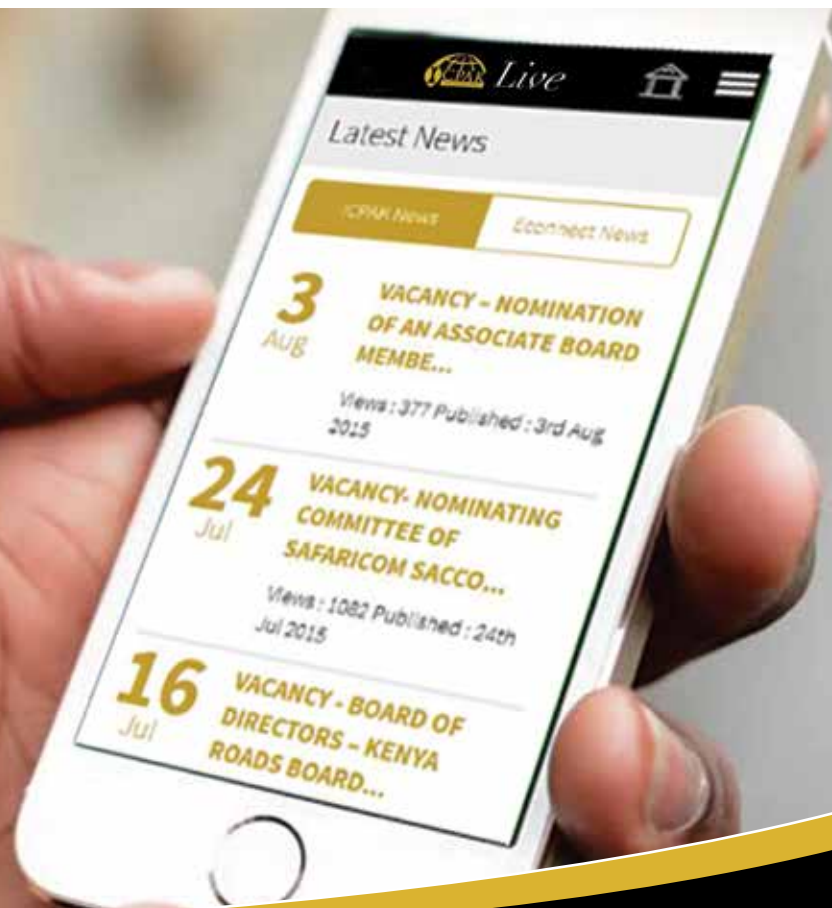 ICPAK Live
Latest News
ICPAK News
Econnect News
3
Aug
VACANCY – NOMINATION
OF AN ASSOCIATE BOARD
MEMBE...
Views : 377 Published : 3rd Aug
2015
24
Jul
VACANCY- NOMINATING
COMMITTEE OF
SAFARICOM SACCO...
Views : 1082 Published : 24th
Jul 2015
16
Jul
VACANCY - BOARD OF
DIRECTORS – KENYA
ROADS BOARD...